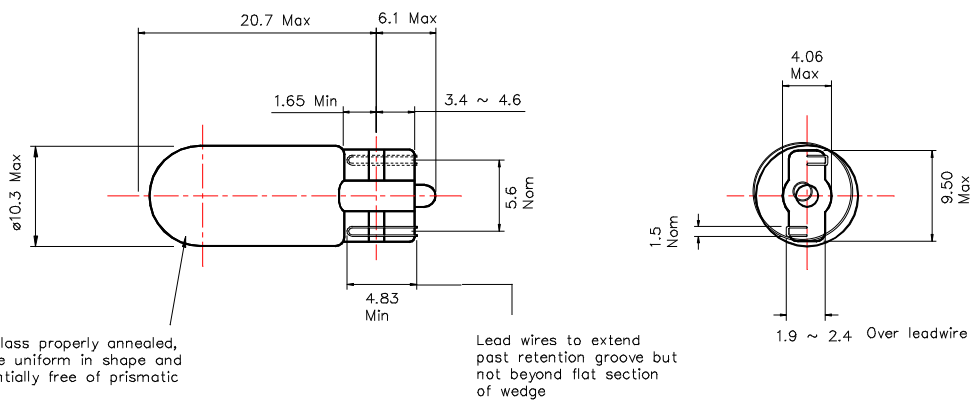 20.7 Max
6.1 Max
1.65 Min
3.4 ~ 4.6
ø10.3 Max
5.6
Nom
4.83
Min
4.06
Max
9.50
Max
1.5
Nom
1.9 ~ 2.4 Over leadwire
properly annealed,
uniform in shape and
free of prismatic
Lead wires to extend
past retention groove but
not beyond flat section
of wedge